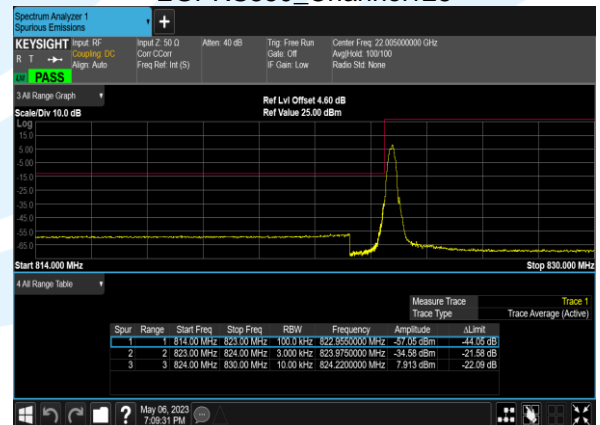 Spectrum Analyzer 1
Spurious Emissions
+
KEYSIGHT Input: RF Input Z: 50 Ω Atten: 40 dB Trig: Free Run Center Freq: 22.005000000 GHz
R T Coupling: DC Corr CCorr Gate: Off Avg|Hold: 100/100
Align: Auto Freq Ref: Int (S) IF Gain: Low Radio Std: None
PASS
3 All Range Graph
Ref Lvl Offset 4.60 dB
Scale/Div 10.0 dB Ref Value 25.00 dBm
Log
15.0
5.00
-5.00
-15.0
-25.0
-35.0
-45.0
-55.0
-65.0
Start 814.000 MHz Stop 830.000 MHz
4 All Range Table
Measure Trace Trace 1
Trace Type Trace Average (Active)
Spur Range Start Freq Stop Freq RBW Frequency Amplitude ΔLimit
1 1 814.00 MHz 823.00 MHz 100.0 kHz 822.9550000 MHz -57.05 dBm -44.05 dB
2 2 823.00 MHz 824.00 MHz 3.000 kHz 823.9750000 MHz -34.58 dBm -21.58 dB
3 3 824.00 MHz 830.00 MHz 10.00 kHz 824.2200000 MHz 7.913 dBm -22.09 dB
? May 06, 2023
7:09:31 PM